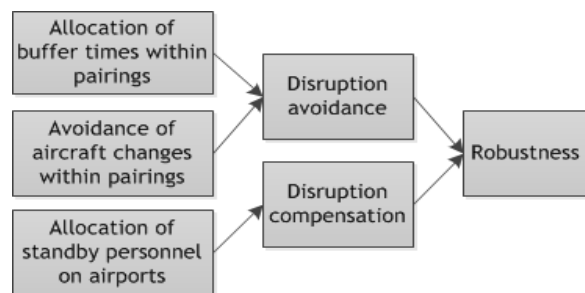 Allocation of
buffer times within
pairings
Avoidance of
aircraft changes
within pairings
Allocation of
standby personnel
on airports
Disruption
avoidance
Disruption
compensation
Robustness